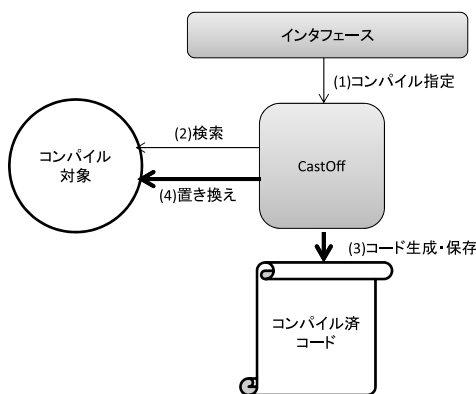 インタフェース
(1)コンパイル指定
(2)検索
コンパイル
対象
CastOff
(4)置き換え
(3)コード生成・保存
コンパイル済
コード